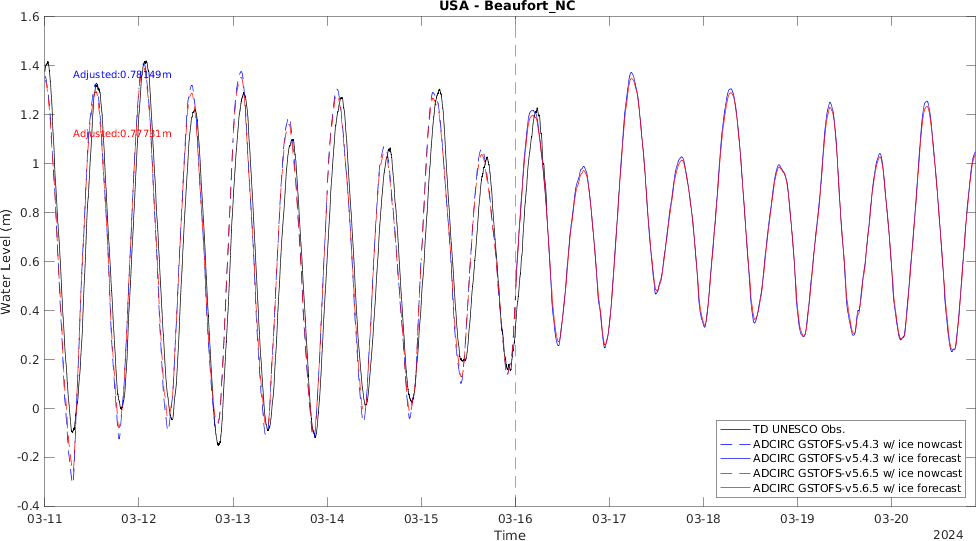 USA - Beaufort_NC
1.6
1.4
1.2
1
0.8
0.6
0.4
0.2
0
-0.2
-0.4
Water Level (m)
Adjusted:0.78149m
Adjusted:0.77731m
TD UNESCO Obs.
ADCIRC GSTOFS-v5.4.3 w/ ice nowcast
ADCIRC GSTOFS-v5.4.3 w/ ice forecast
ADCIRC GSTOFS-v5.6.5 w/ ice nowcast
ADCIRC GSTOFS-v5.6.5 w/ ice forecast
03-11 03-12 03-13 03-14 03-15 03-16 03-17 03-18 03-19 03-20
Time
2024